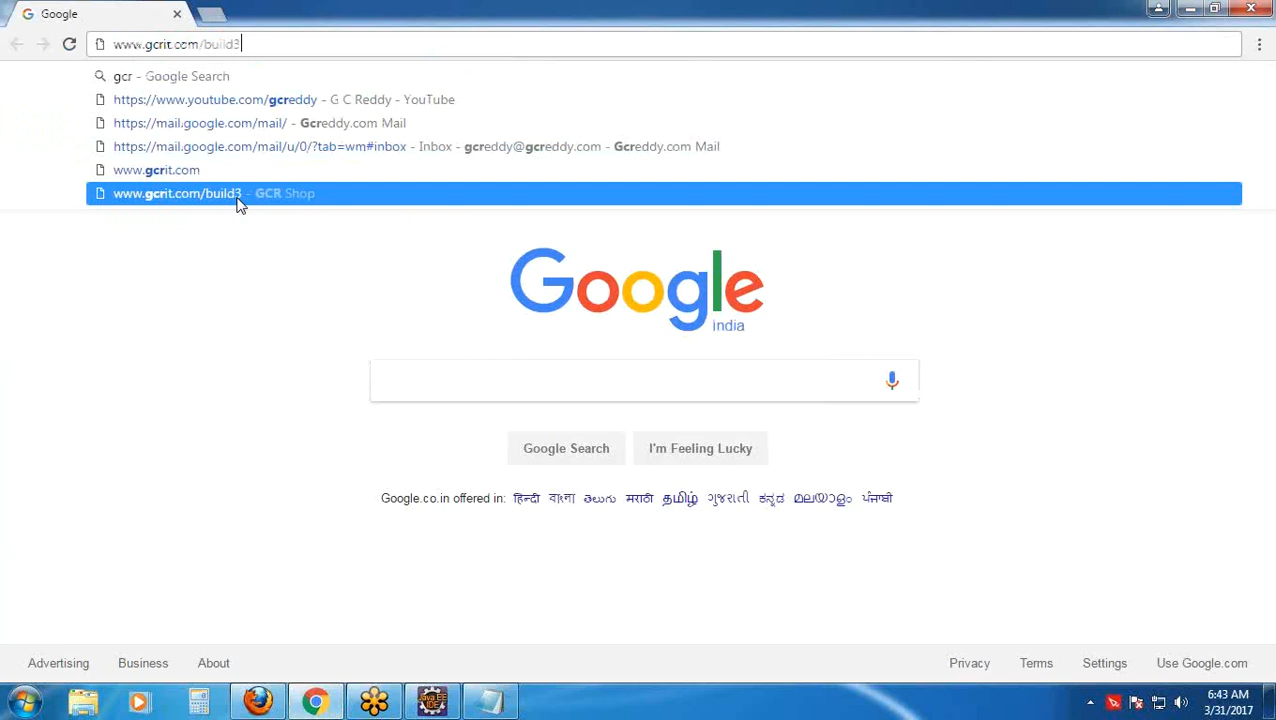 Google
www.gcrit.com/build3
gcr - Google Search
https://www.youtube.com/gcreddy - G C Reddy - YouTube
https://mail.google.com/mail/ - Gcreddy.com Mail
https://mail.google.com/mail/u/0/?tab=wm#inbox - Inbox - gcreddy@gcreddy.com - Gcreddy.com Mail
www.gcrit.com
www.gcrit.com/build3 - GCR Shop
Google
India
Google Search I'm Feeling Lucky
Google.co.in offered in: हिन्दी বাংলা తెలుగు मराठी தமிழ் ગુજરાતી ಕನ್ನಡ മലയാളം ਪੰਜਾਬੀ
Advertising Business About Privacy Terms Settings Use Google.com
Java EE
IDE
6:43 AM
3/31/2017